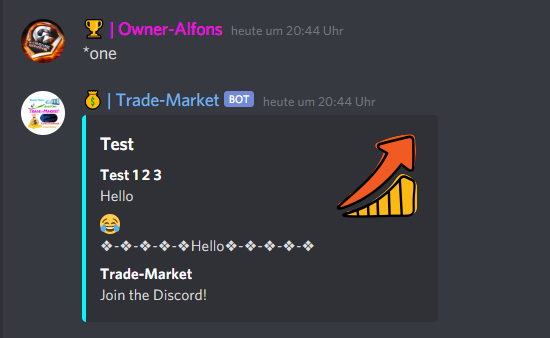 🏆 | Owner-Alfons heute um 20:44 Uhr
*one
💰 | Trade-Market BOT heute um 20:44 Uhr
Test
Test 1 2 3
Hello
😂
❖-❖-❖-❖-❖Hello❖-❖-❖-❖-❖
Trade-Market
Join the Discord!